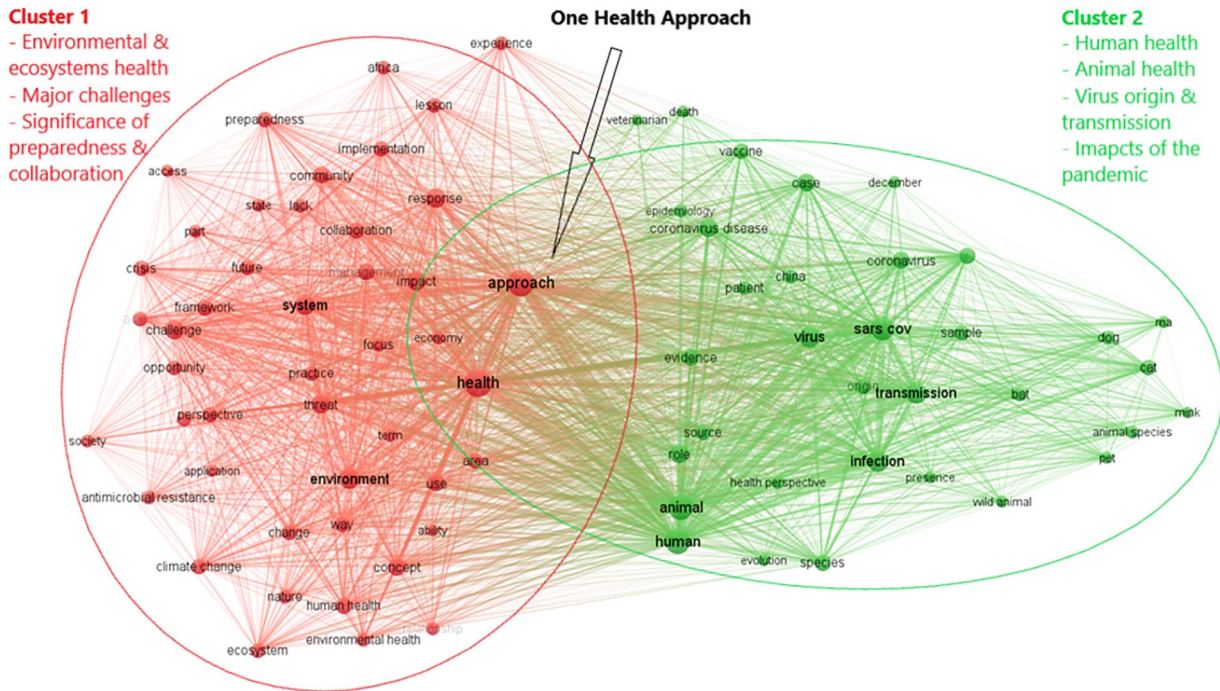 Cluster 1
- Environmental &
ecosystems health
- Major challenges
- Significance of
preparedness &
collaboration
One Health Approach
Cluster 2
- Human health
- Animal health
- Virus origin &
transmission
- Imapcts of the
pandemic
experience
africa
lesson
preparedness
implementation
access
community
state
lack
response
part
collaboration
crisis
future
management
impact
approach
framework
system
challenge
focus
economy
opportunity
practice
health
perspective
threat
society
term
application
area
environment
use
antimicrobial resistance
change
way
ability
climate change
concept
nature
human health
relationship
ecosystem
environmental health
veterinarian
death
vaccine
case
december
epidemiology
coronavirus disease
coronavirus
china
patient
virus
sars cov
sample
rna
dog
evidence
cat
origin
transmission
bat
mink
source
animal species
role
infection
pet
health perspective
presence
wild animal
animal
human
evolution
species